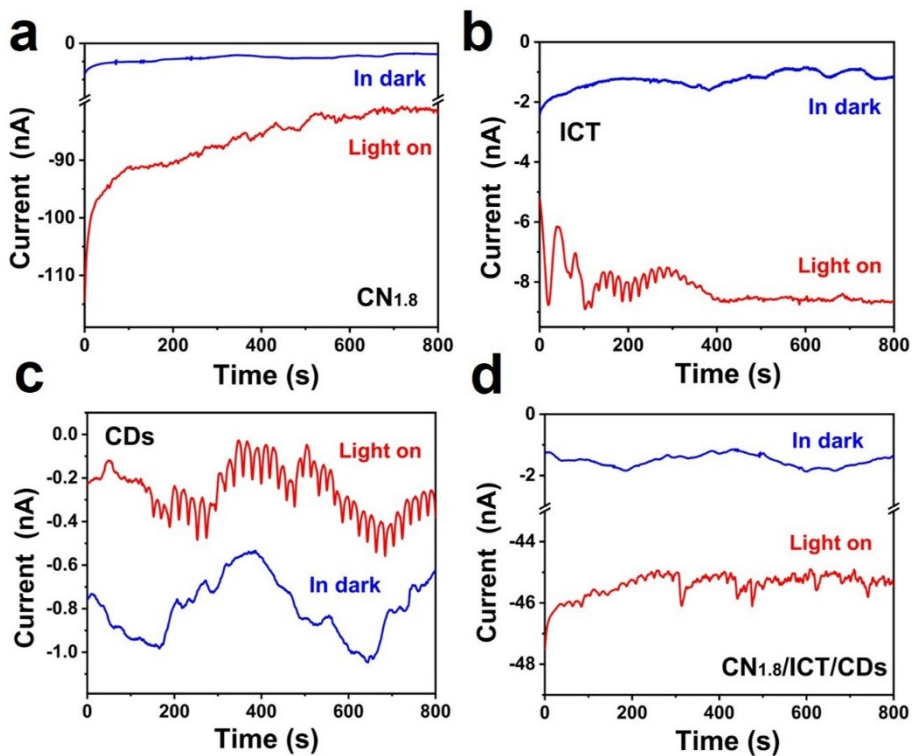 a
0
In dark
-90
Light on
-100
-110
CN1.8
Current (nA)
0 200 400 600 800
Time (s)
b
0
-2
In dark
ICT
-4
-6
Light on
-8
Current (nA)
0 200 400 600 800
Time (s)
c
0.0
CDs
Light on
-0.2
-0.4
-0.6
In dark
-0.8
-1.0
Current (nA)
0 200 400 600 800
Time (s)
d
0
In dark
-2
-44
Light on
-46
-48
CN1.8/ICT/CDs
Current (nA)
0 200 400 600 800
Time (s)